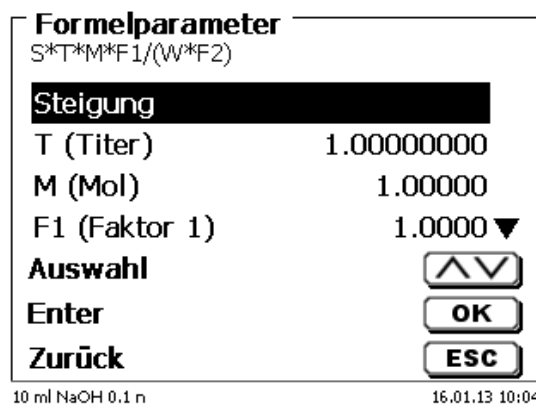 Formelparameter
S*T*M*F1/(W*F2)
Steigung
T (Titer) 1.00000000
M (Mol) 1.00000
F1 (Faktor 1) 1.0000 ▼
Auswahl
Enter OK
Zurück ESC
10 ml NaOH 0.1 n 16.01.13 10:04